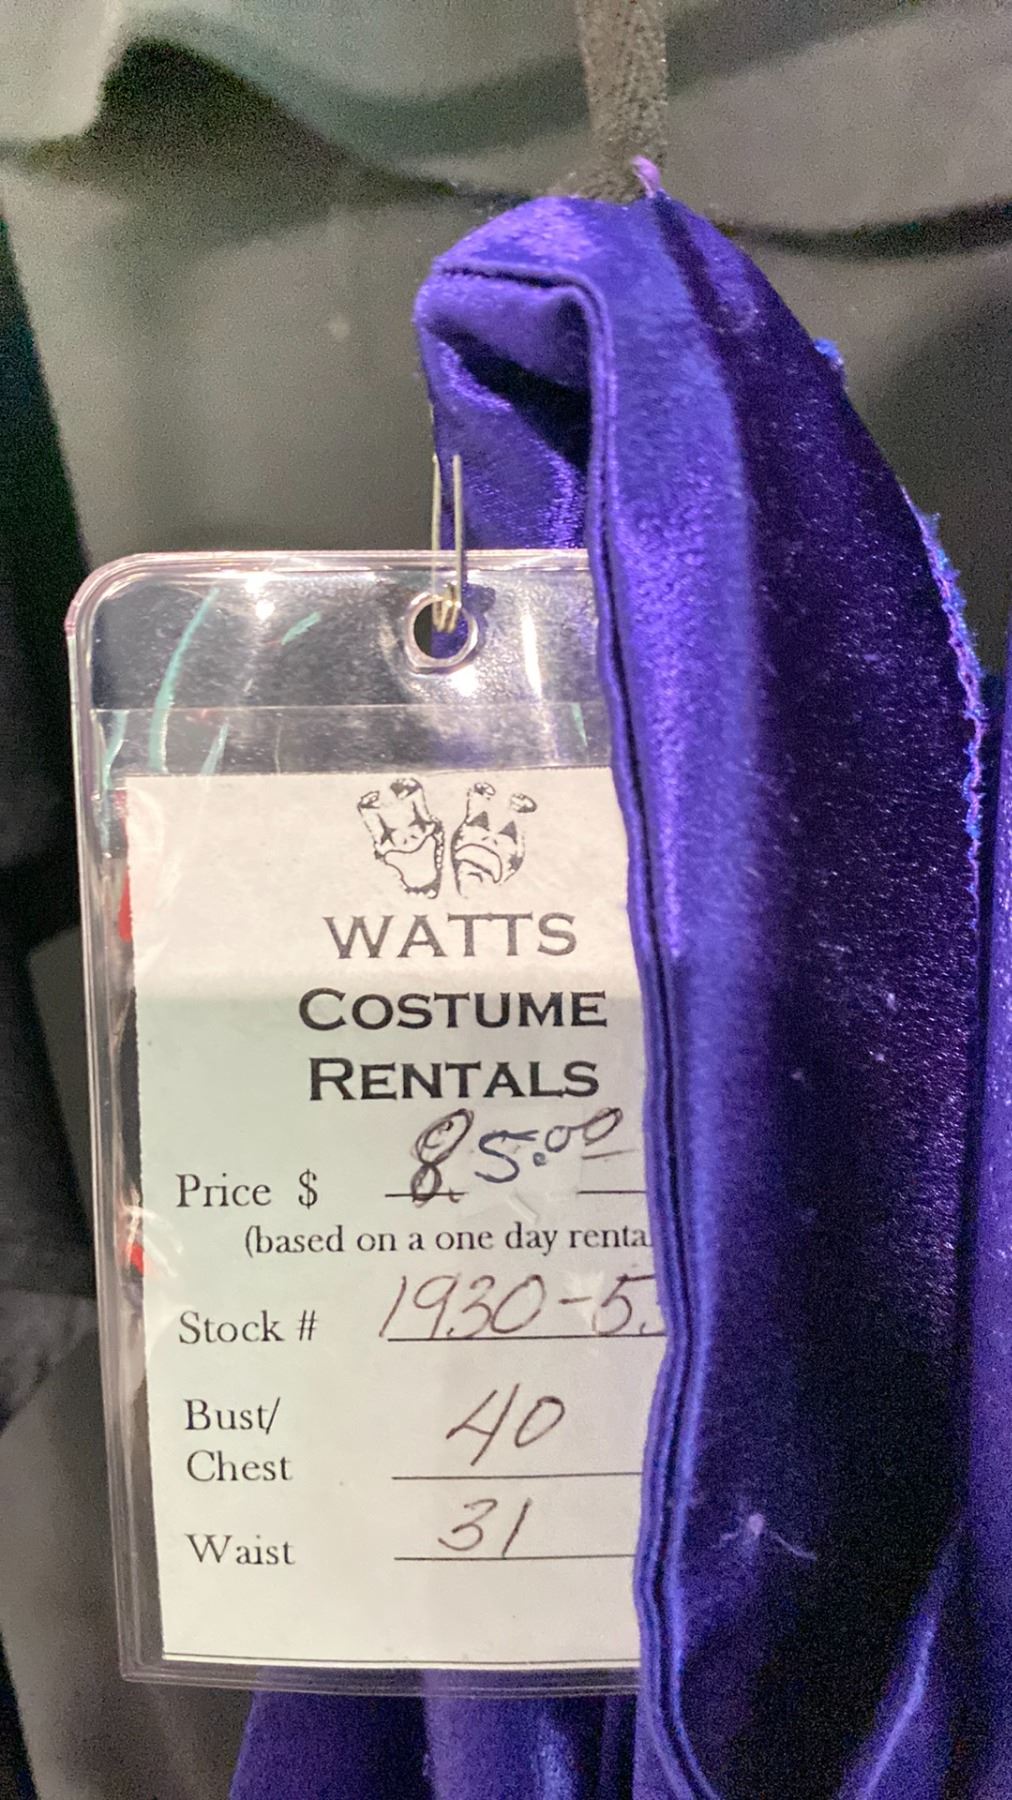 WATTS
COSTUME
RENTALS
Price $ 85.00
(based on a one day renta
Stock # 1930-5
Bust/
Chest 40
Waist 31